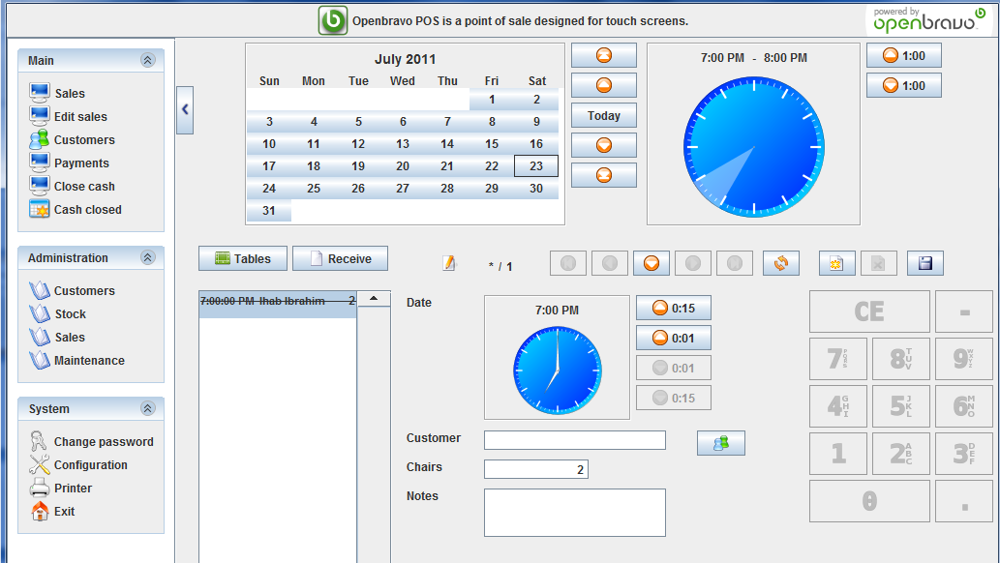 Openbravo POS is a point of sale designed for touch screens.
powered by
openbravo
Main
Sales
Edit sales
Customers
Payments
Close cash
Cash closed
Administration
Customers
Stock
Sales
Maintenance
System
Change password
Configuration
Printer
Exit
July 2011
Sun Mon Tue Wed Thu Fri Sat
1 2
3 4 5 6 7 8 9
10 11 12 13 14 15 16
17 18 19 20 21 22 23
24 25 26 27 28 29 30
31
Today
7:00 PM - 8:00 PM
1:00
1:00
Tables Receive
* / 1
7:00:00 PM Ihab Ibrahim 2
Date
7:00 PM
0:15
0:01
0:01
0:15
Customer
Chairs 2
Notes
CE -
7 PQRS 8 TUV 9 WXYZ
4 GHI 5 JKL 6 MNO
1 2 ABC 3 DEF
0 .